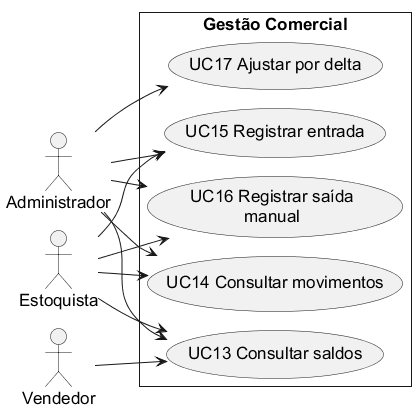 Gestão Comercial
UC17 Ajustar por delta
UC15 Registrar entrada
UC16 Registrar saída
manual
Administrador
UC14 Consultar movimentos
Estoquista
UC13 Consultar saldos
Vendedor